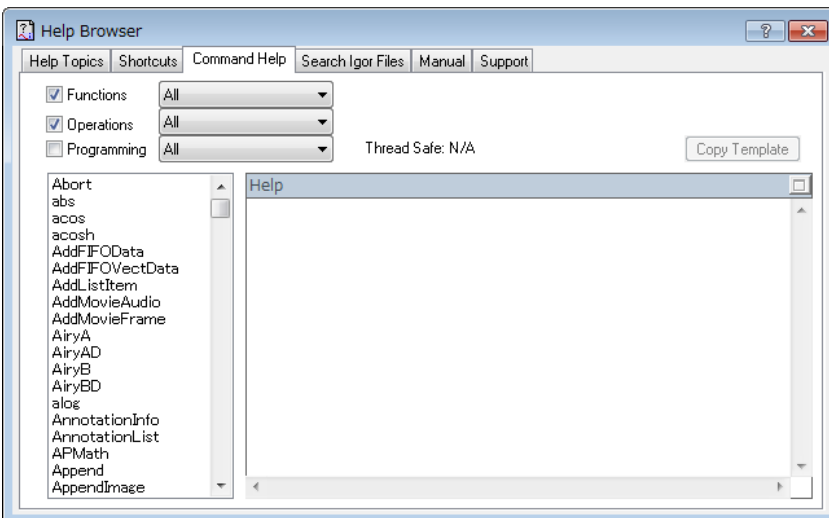 Help Browser
Help Topics Shortcuts Command Help Search Igor Files Manual Support
Functions All
Operations All
Programming All Thread Safe: N/A Copy Template
Help
Abort
abs
acos
acosh
AddFIFOData
AddFIFOVectData
AddListItem
AddMovieAudio
AddMovieFrame
AiryA
AiryAD
AiryB
AiryBD
alog
AnnotationInfo
AnnotationList
APMath
Append
AppendImage